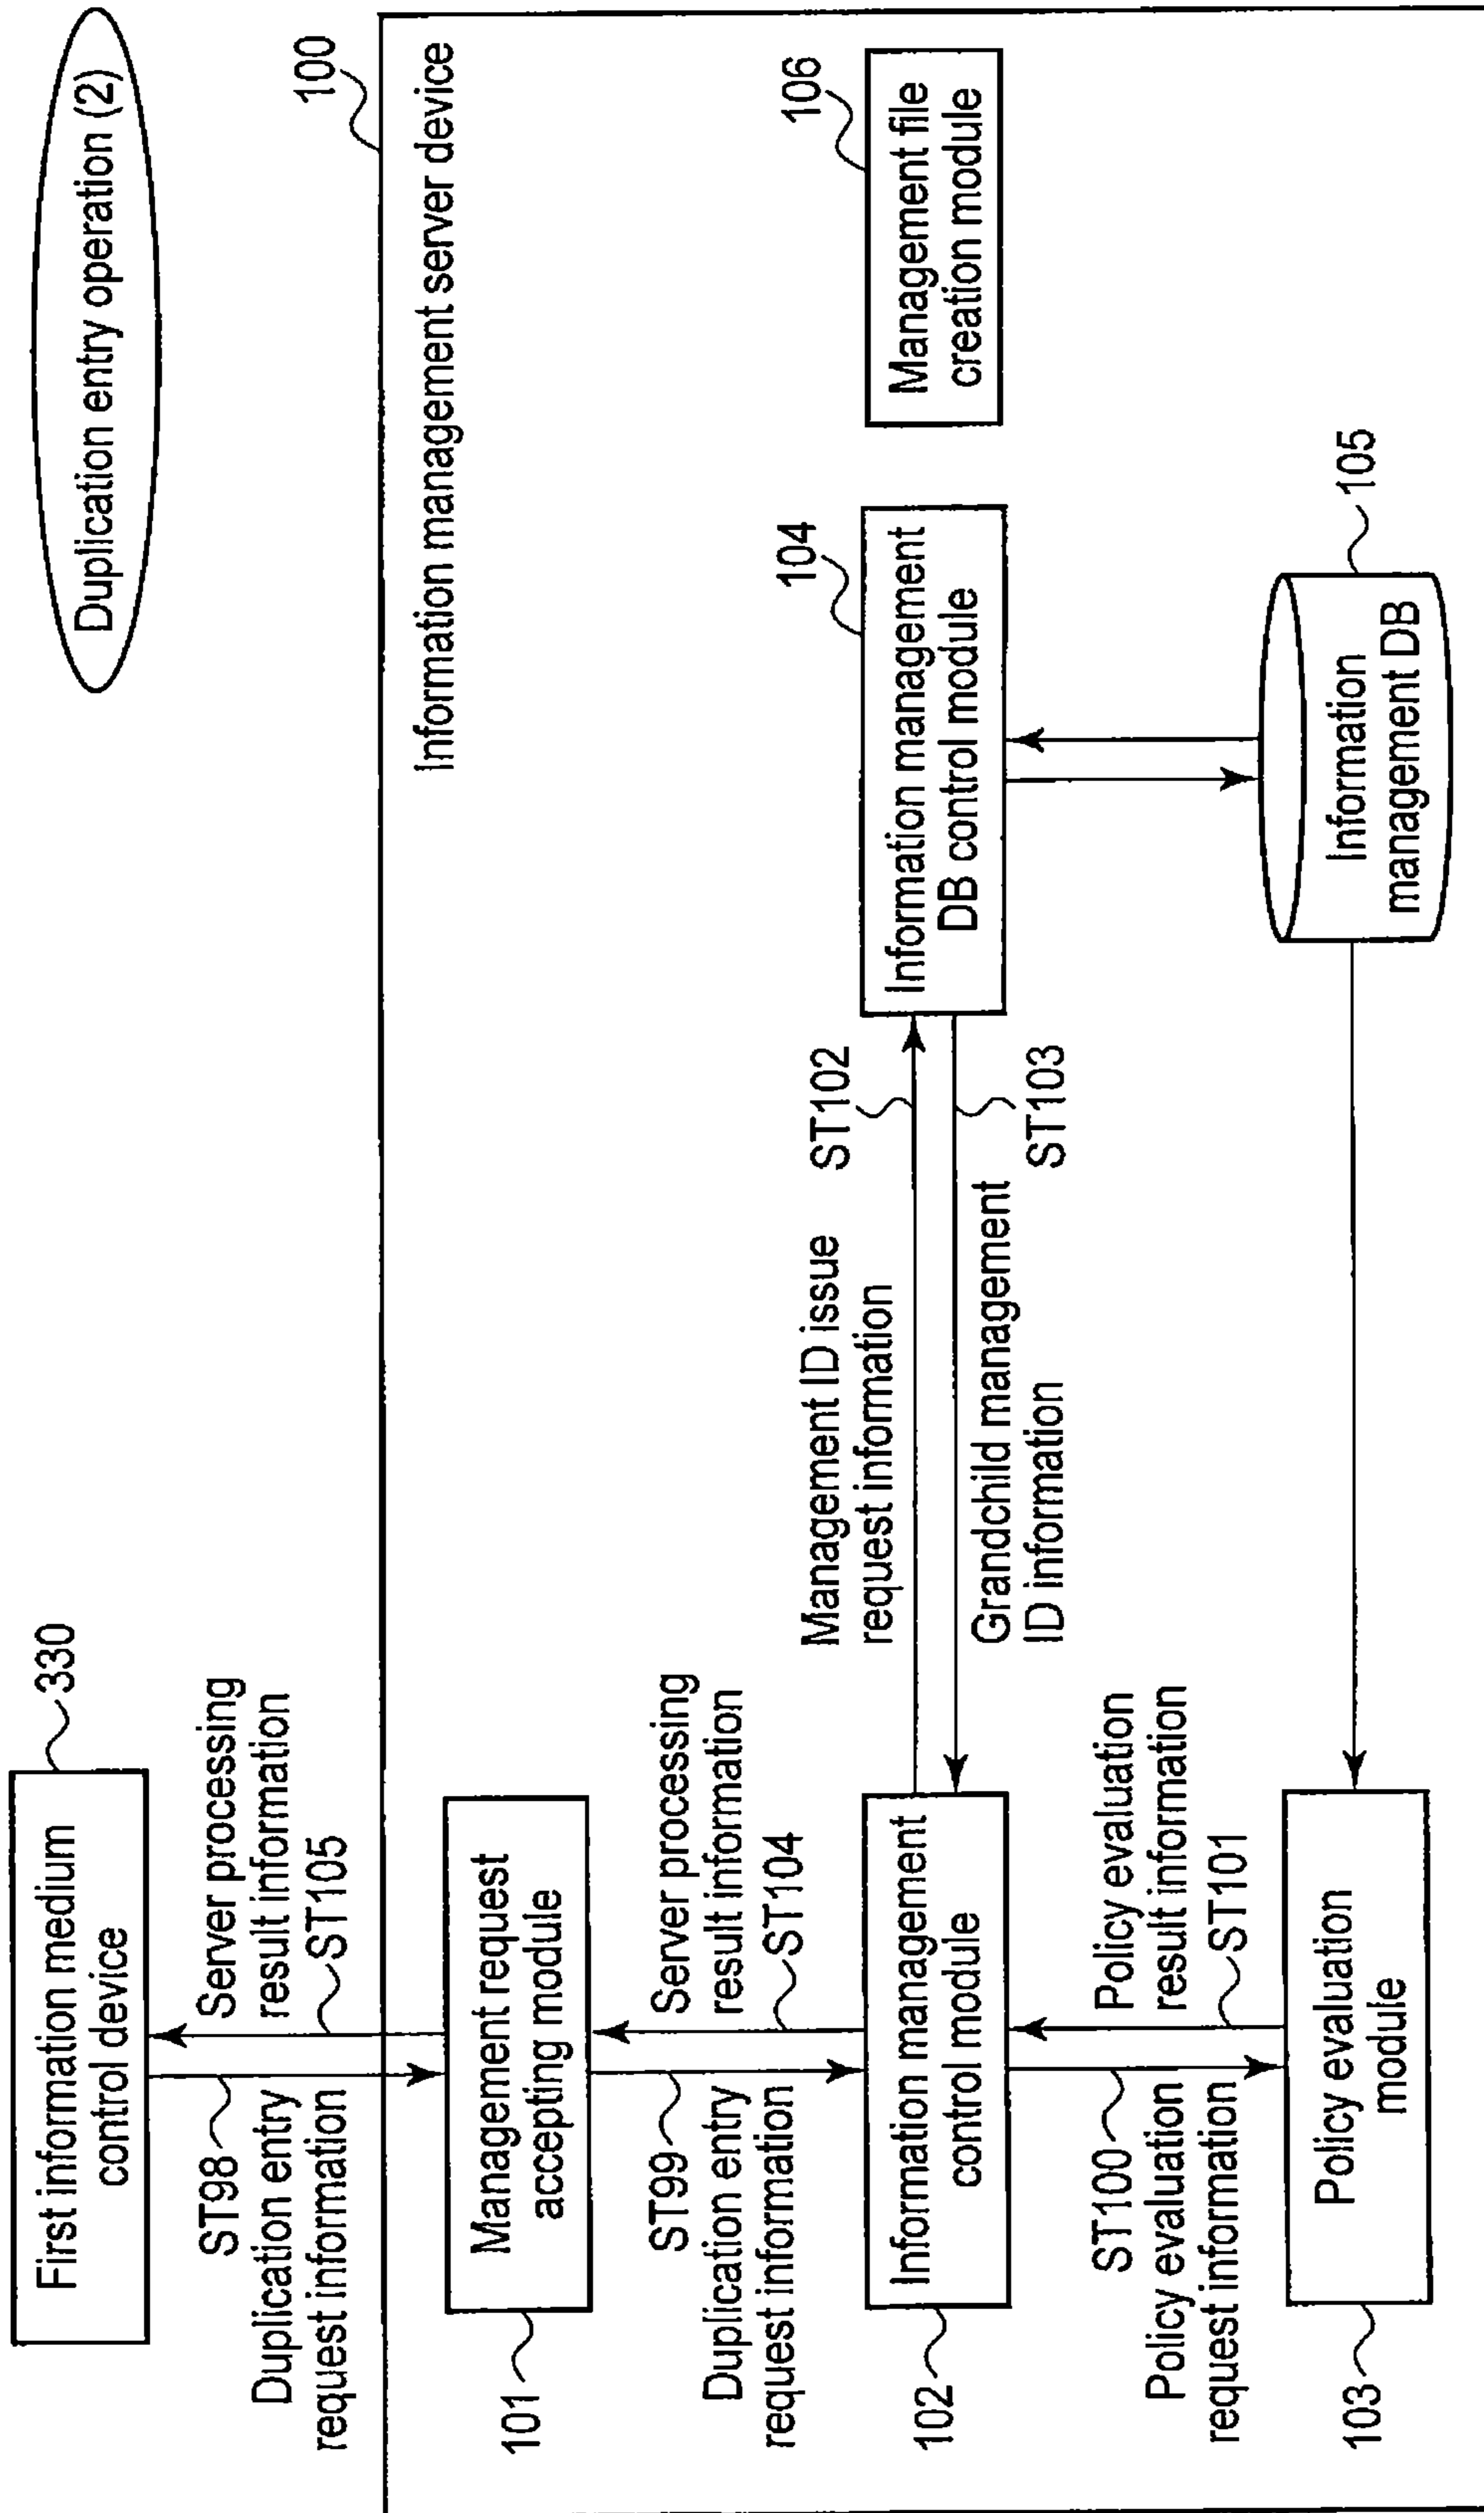 Duplication entry operation (2)
First information medium
control device
330
ST98
Duplication entry
request information
Server processing
result information
ST105
100
Information management server device
101
Management request
accepting module
ST99
Duplication entry
request information
Server processing
result information
ST104
102
Information management
control module
Management ID issue
request information
ST102
Grandchild management
ID information
ST103
104
Information management
DB control module
106
Management file
creation module
ST100
Policy evaluation
request information
Policy evaluation
result information
ST101
103
Policy evaluation
module
Information
management DB
105